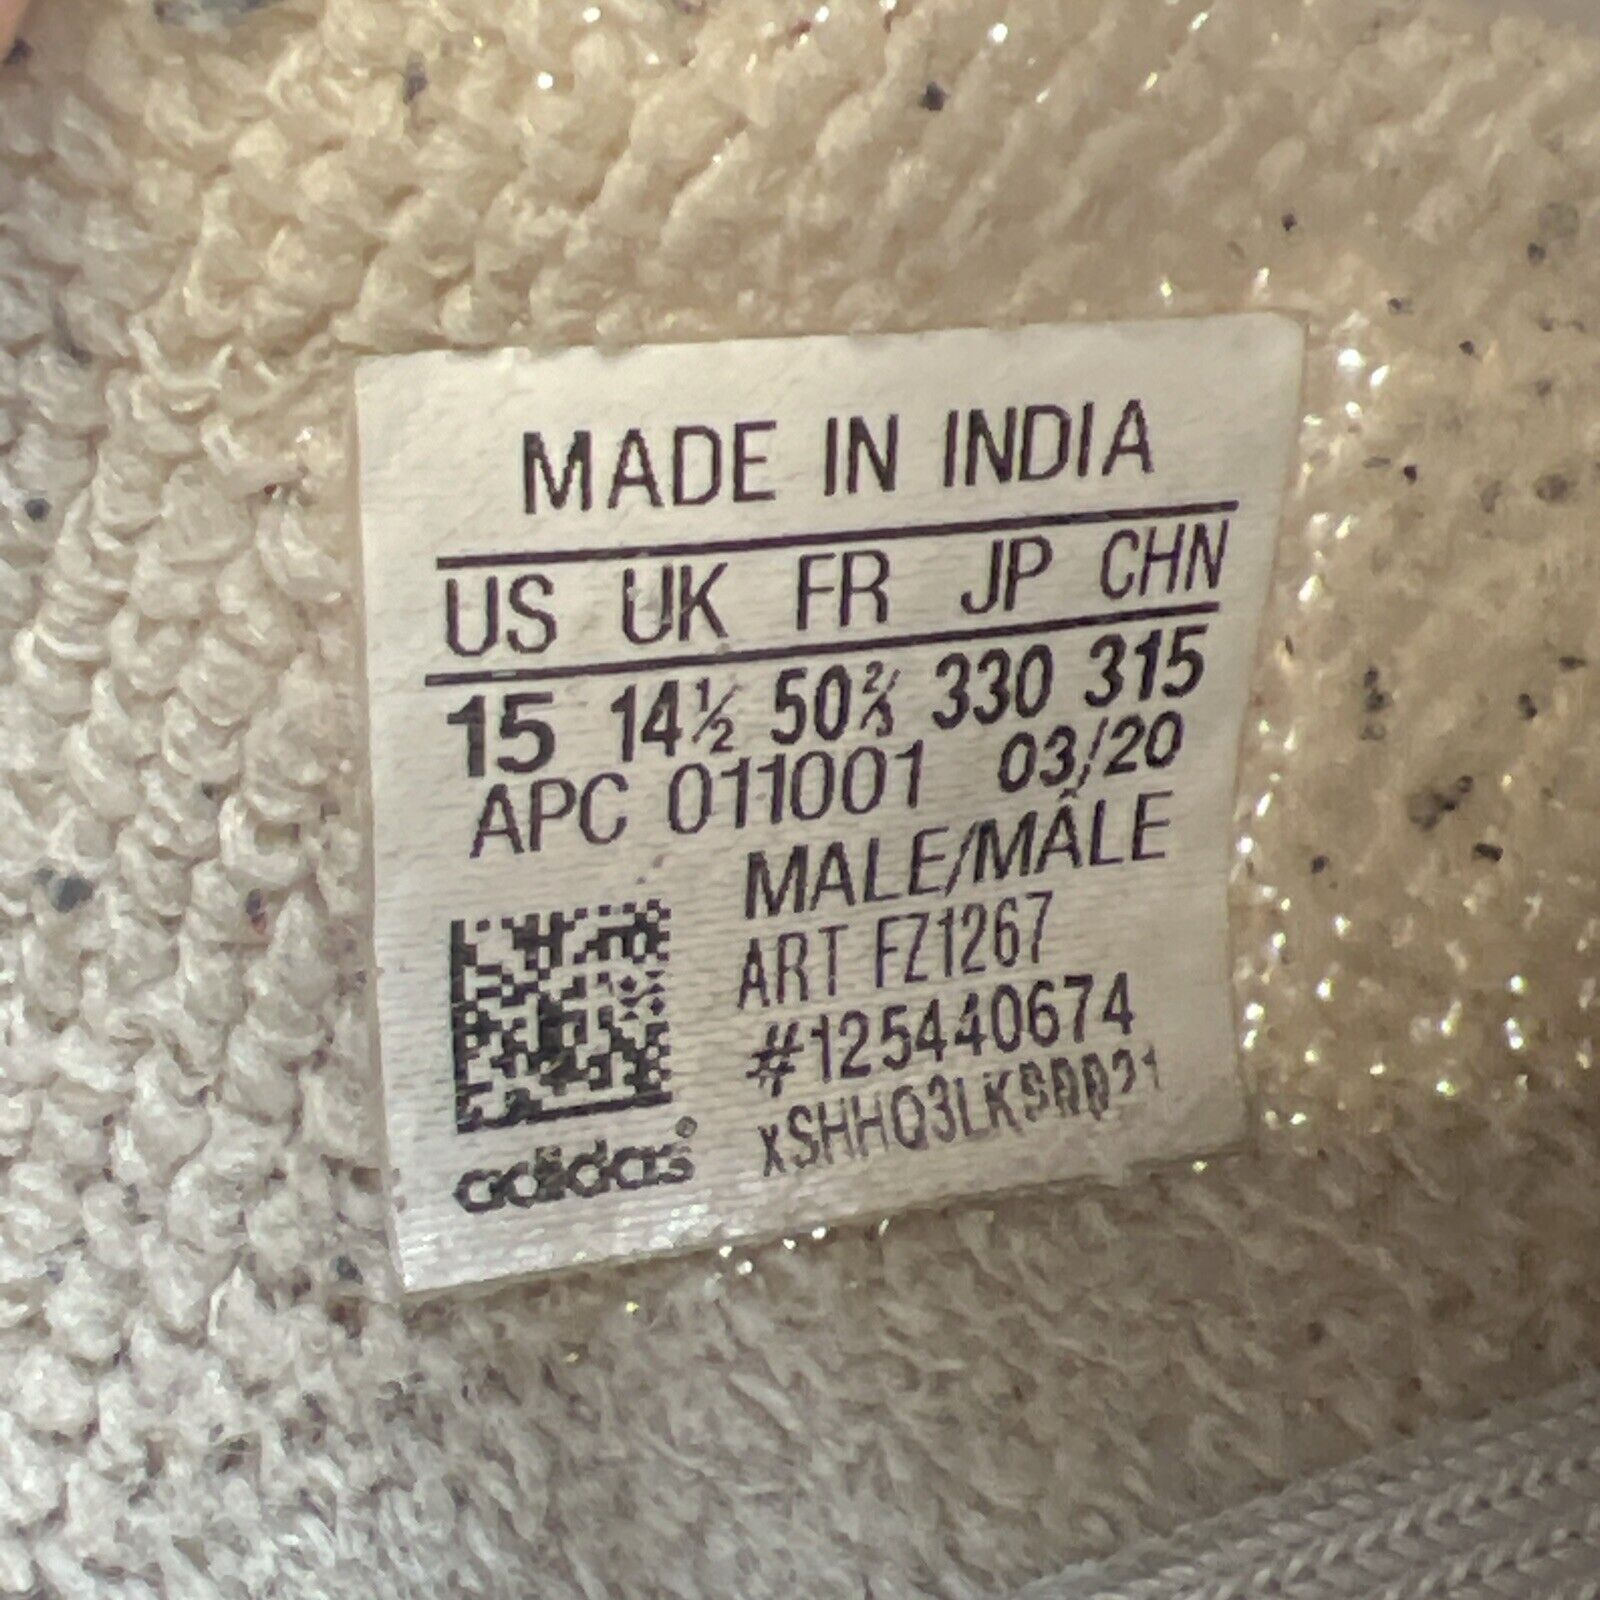 MADE IN INDIA
US UK FR JP CHN
15 14½ 50⅔ 330 315
APC 011001 03/20
MALE/MÂLE
ART FZ1267
#125440674
adidas®